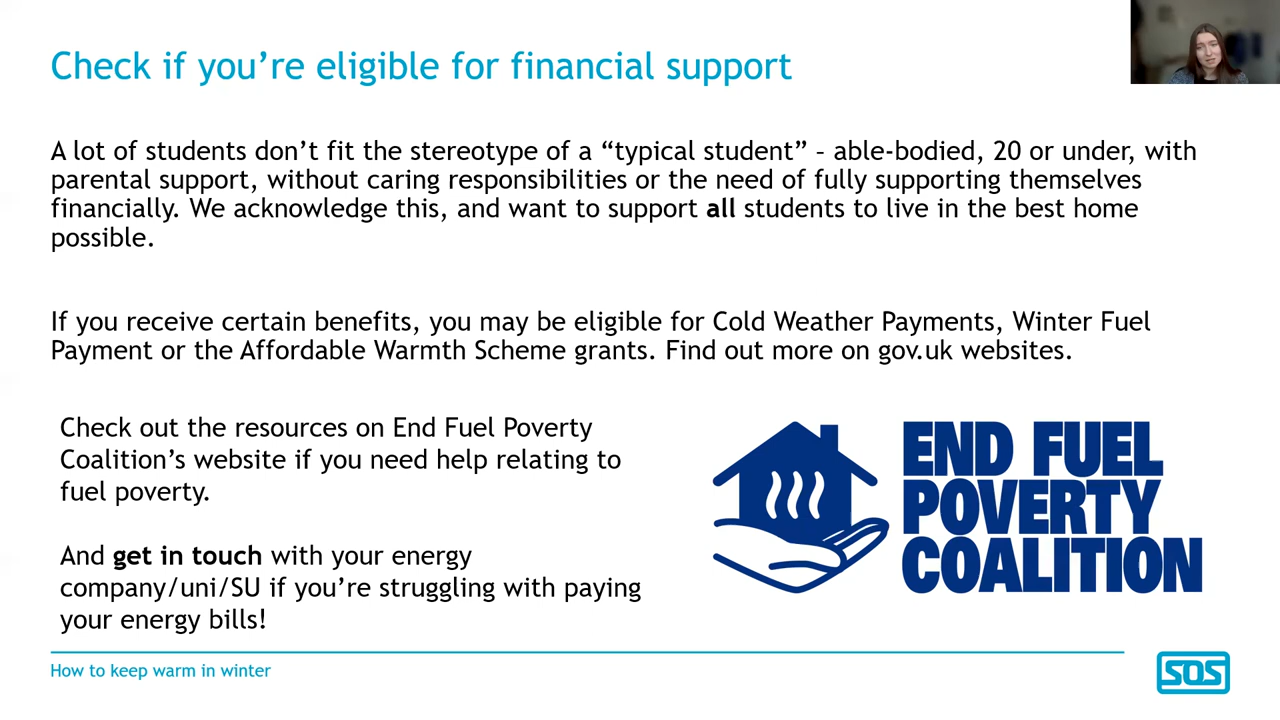 Check if you’re eligible for financial support
A lot of students don’t fit the stereotype of a “typical student” – able-bodied, 20 or under, with
parental support, without caring responsibilities or the need of fully supporting themselves
financially. We acknowledge this, and want to support all students to live in the best home
possible.
If you receive certain benefits, you may be eligible for Cold Weather Payments, Winter Fuel
Payment or the Affordable Warmth Scheme grants. Find out more on gov.uk websites.
Check out the resources on End Fuel Poverty
Coalition’s website if you need help relating to
fuel poverty.
And get in touch with your energy
company/uni/SU if you’re struggling with paying
your energy bills!
END FUEL
POVERTY
COALITION
How to keep warm in winter
SOS